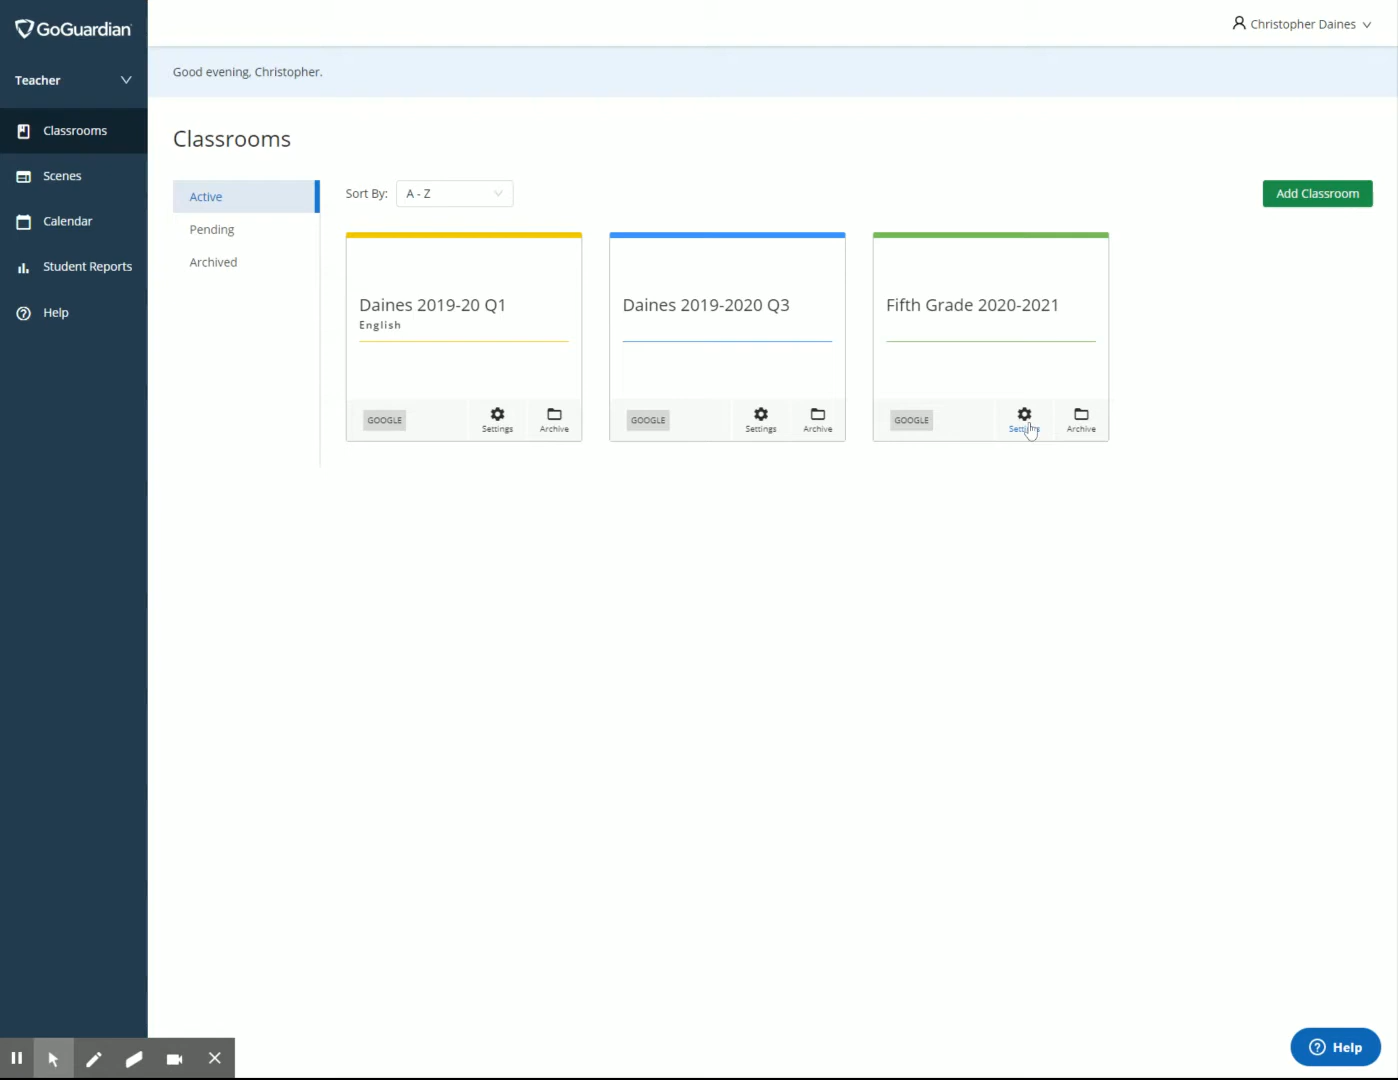 GoGuardian
Christopher Daines
Teacher
Good evening, Christopher.
Classrooms
Scenes
Calendar
Student Reports
Help
Classrooms
Active
Pending
Archived
Sort By: A - Z
Add Classroom
Daines 2019-20 Q1
English
GOOGLE Settings Archive
Daines 2019-2020 Q3
GOOGLE Settings Archive
Fifth Grade 2020-2021
GOOGLE Settings Archive
Help